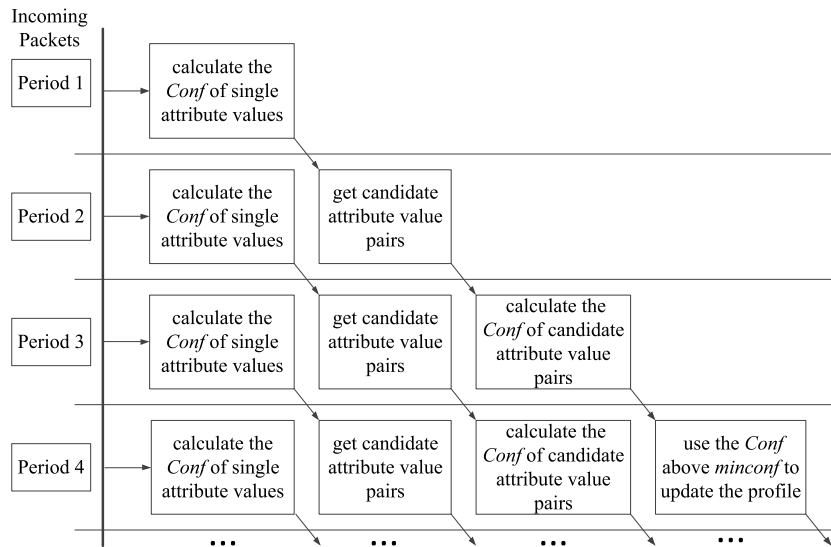 Incoming
Packets
Period 1
calculate the
Conf of single
attribute values
Period 2
calculate the
Conf of single
attribute values
get candidate
attribute value
pairs
Period 3
calculate the
Conf of single
attribute values
get candidate
attribute value
pairs
calculate the
Conf of candidate
attribute value
pairs
Period 4
calculate the
Conf of single
attribute values
get candidate
attribute value
pairs
calculate the
Conf of candidate
attribute value
pairs
use the Conf
above minconf to
update the profile
... ... ... ...